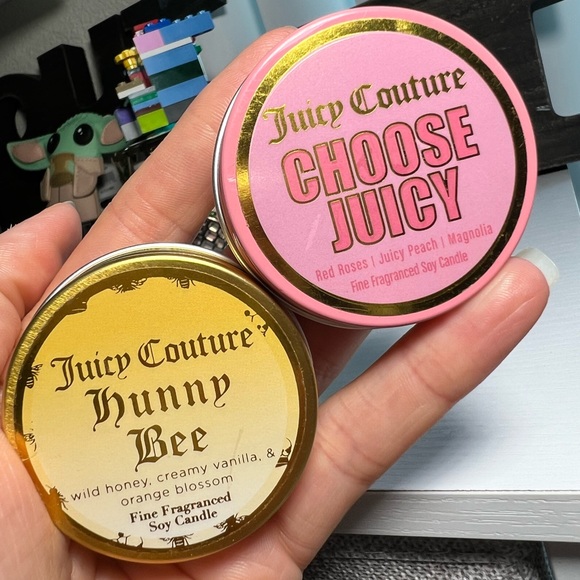 Juicy Couture
CHOOSE
JUICY
Red Roses | Juicy Peach | Magnolia
Fine Fragranced Soy Candle
Juicy Couture
Hunny
Bee
wild honey, creamy vanilla, &
orange blossom
Fine Fragranced
Soy Candle